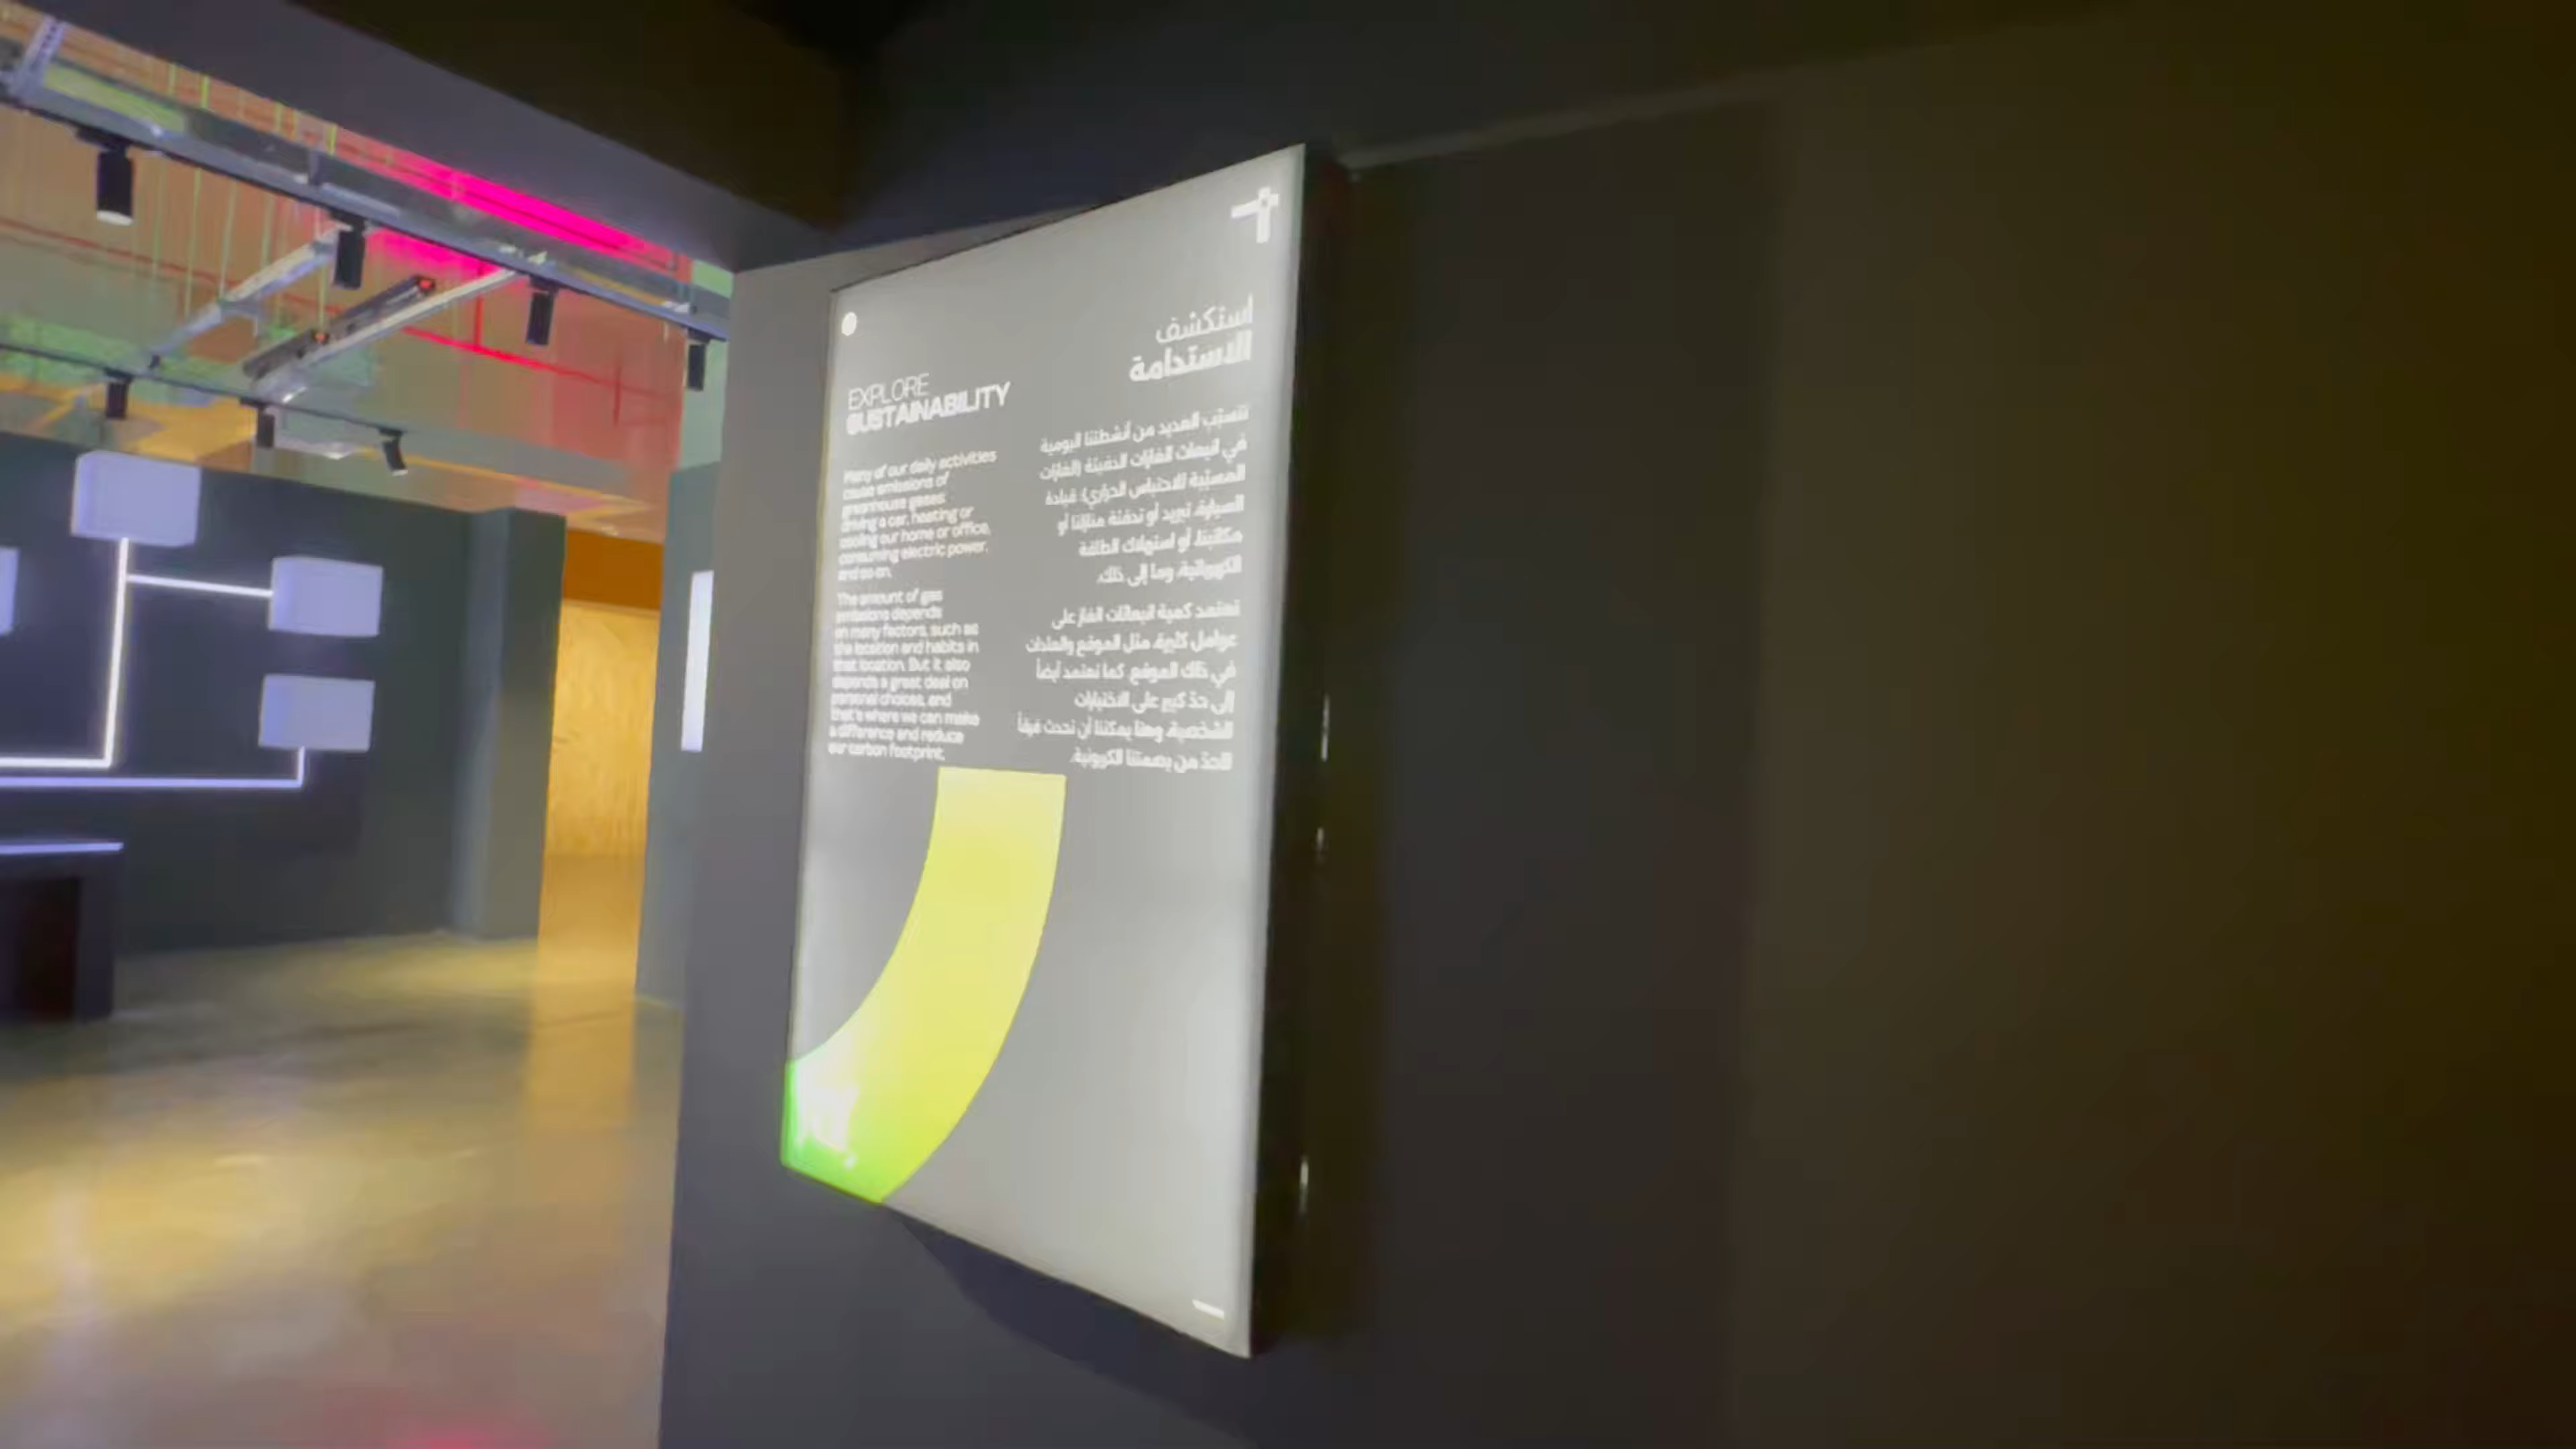 استكشف
الاستدامة
EXPLORE
SUSTAINABILITY
تتسبّب العديد من أنشطتنا اليومية
في انبعاث الغازات الدفيئة (الغازات
المسبّبة للاحتباس الحراري): قيادة
السيارة، تبريد أو تدفئة منازلنا أو
مكاتبنا، أو استهلاك الطاقة
الكهربائية، وما إلى ذلك.
تعتمد كمية انبعاثات الغاز على
عوامل كثيرة، مثل الموقع والعادات
في ذلك الموقع. كما تعتمد أيضاً
إلى حدّ كبير على الاختيارات
الشخصية، وهنا يمكننا أن نحدث فرقاً
للحدّ من بصمتنا الكربونية.
Many of our daily activities
cause emissions of
greenhouse gases:
driving a car, heating or
cooling our home or office,
consuming electric power,
and so on.
The amount of gas
emissions depends
on many factors, such as
the location and habits in
that location. But it also
depends a great deal on
personal choices, and
that's where we can make
a difference and reduce
our carbon footprint.